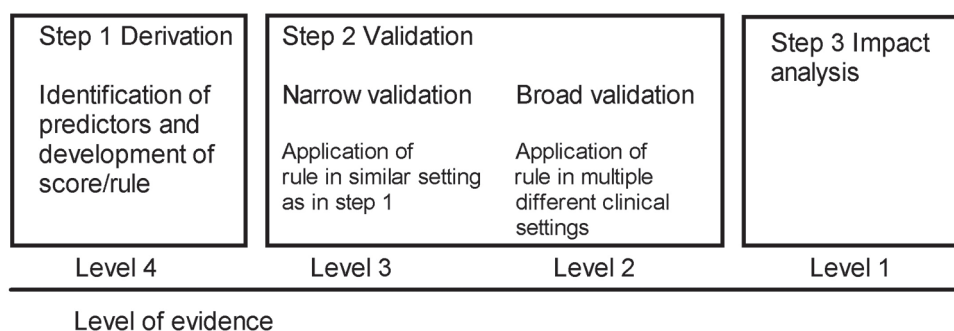 Step 1 Derivation
Identification of
predictors and
development of
score/rule
Step 2 Validation
Narrow validation
Application of
rule in similar setting
as in step 1
Broad validation
Application of
rule in multiple
different clinical
settings
Step 3 Impact
analysis
Level 4
Level 3
Level 2
Level 1
Level of evidence